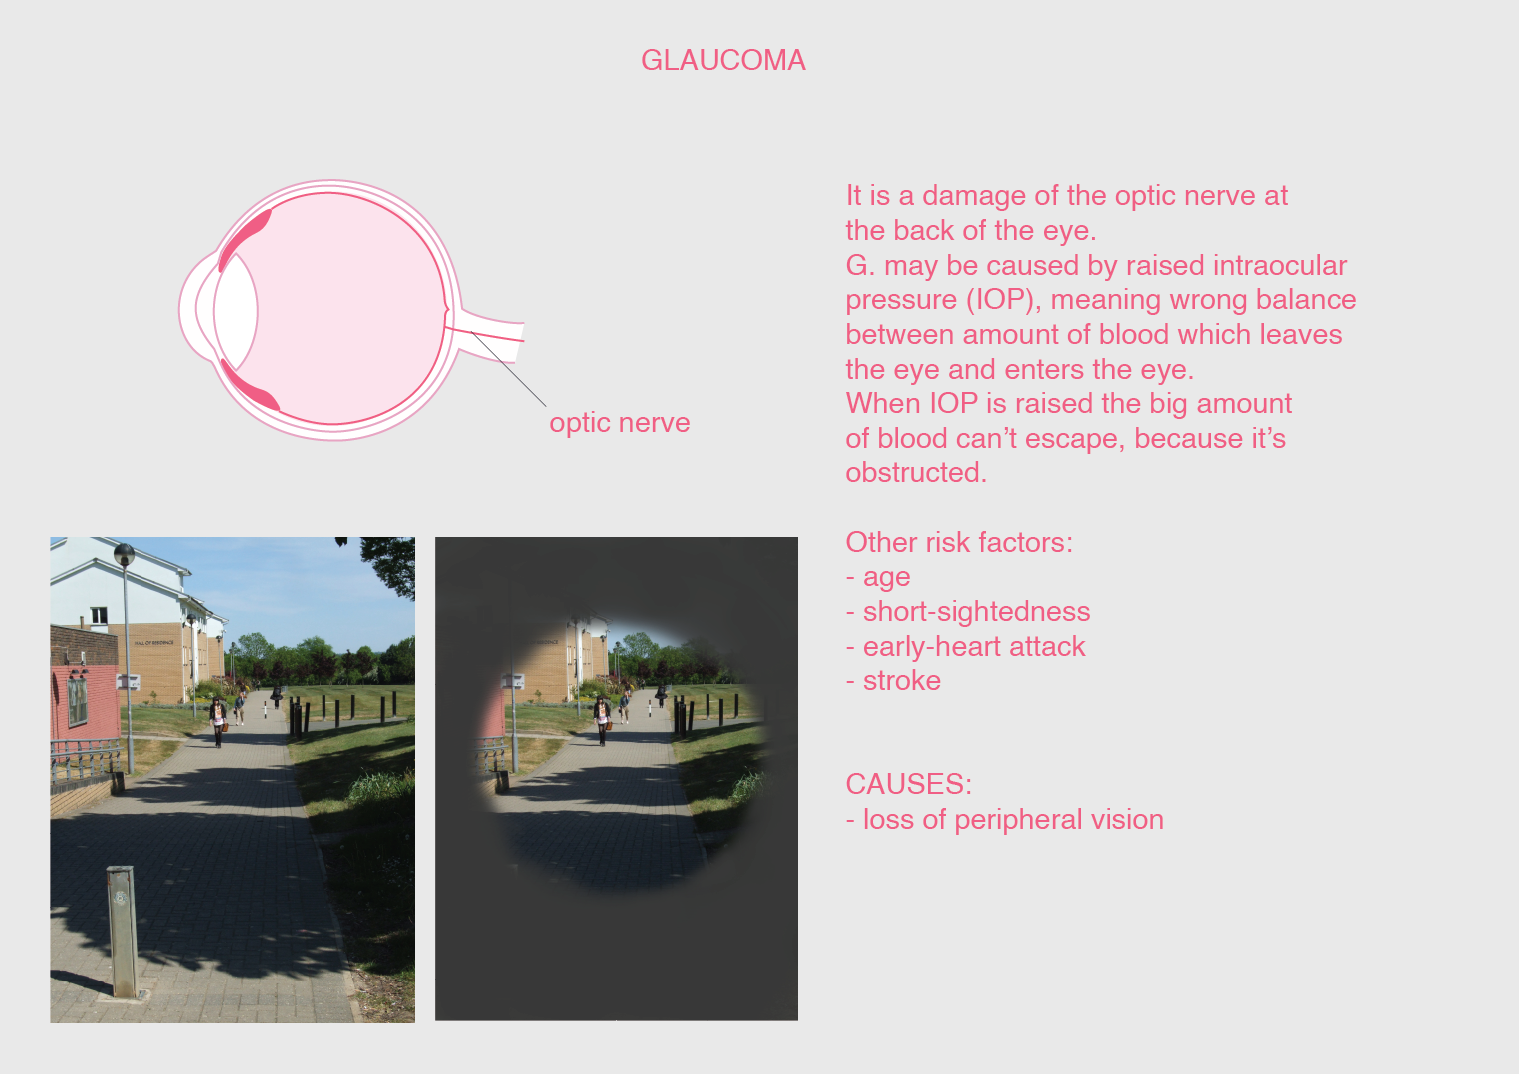 GLAUCOMA
optic nerve
It is a damage of the optic nerve at
the back of the eye.
G. may be caused by raised intraocular
pressure (IOP), meaning wrong balance
between amount of blood which leaves
the eye and enters the eye.
When IOP is raised the big amount
of blood can’t escape, because it’s
obstructed.
Other risk factors:
- age
- short-sightedness
- early-heart attack
- stroke
CAUSES:
- loss of peripheral vision
HALL OF RESIDENCE